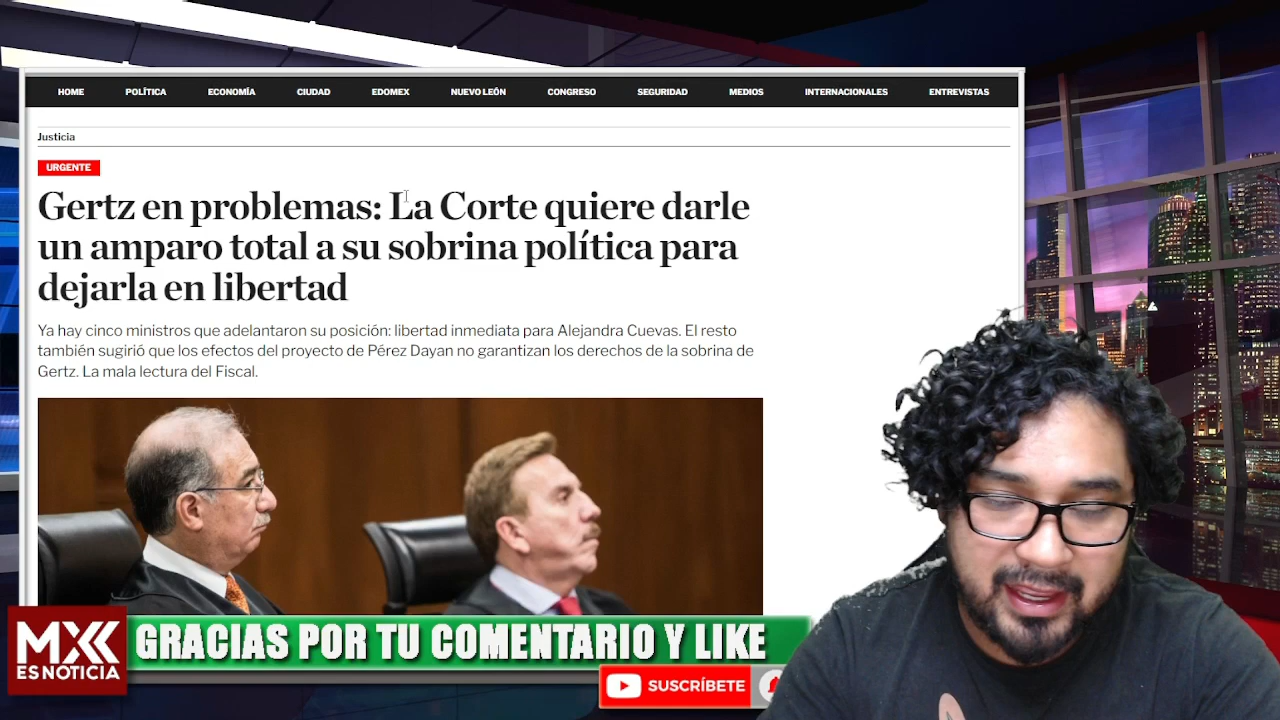 HOME POLÍTICA ECONOMÍA CIUDAD EDOMEX NUEVO LEÓN CONGRESO SEGURIDAD MEDIOS INTERNACIONALES ENTREVISTAS
Justicia
URGENTE
Gertz en problemas: La Corte quiere darle
un amparo total a su sobrina política para
dejarla en libertad
Ya hay cinco ministros que adelantaron su posición: libertad inmediata para Alejandra Cuevas. El resto
también sugirió que los efectos del proyecto de Pérez Dayan no garantizan los derechos de la sobrina de
Gertz. La mala lectura del Fiscal.
MX
ES NOTICIA
GRACIAS POR TU COMENTARIO Y LIKE
SUSCRÍBETE